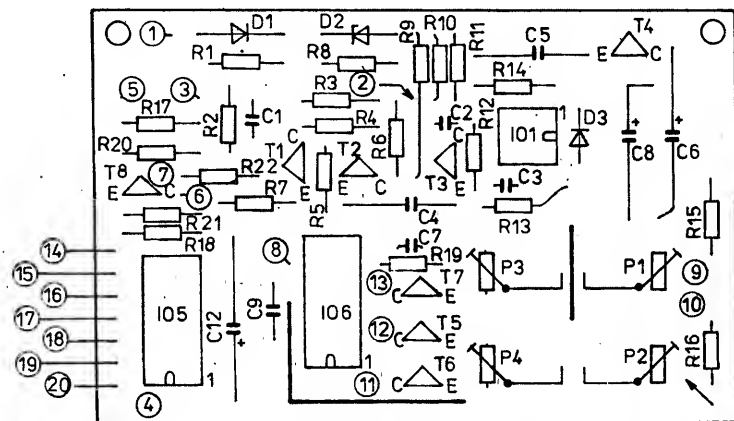 1 D1 D2 R9 R10 R11 T4
R1 R8 C5 E C
5 3 2 R14
R17 R3 C1 C2 R12 1 D3
R2 R4 R6 IO1 C8 C6
R20 C T1 T2 C
T8 7 R22 E C T3 C3
E C 6 R7 E R5 E R15
R21 C4 R13
R18 C7
14 8 R19
15 13 T7 P3 P1 9
16 C E 10
17 IO5 C12 C9 IO6 T5
18 12 C E R16
19 T6 P4 P2
20 1 1 C E
4 11